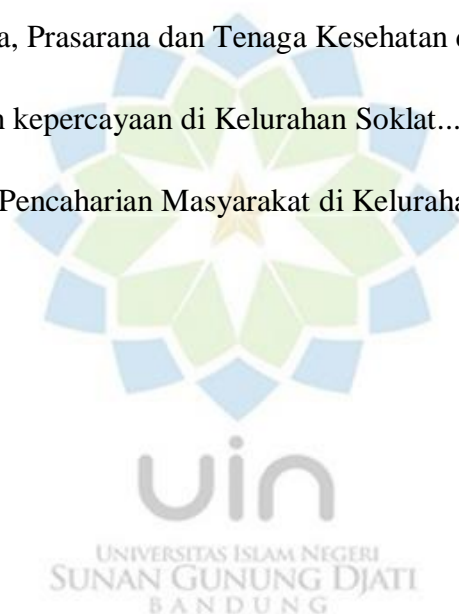 a, Prasarana dan Tenaga Kesehatan
kepercayaan di Kelurahan Soklat...
Pencaharian Masyarakat di Keluraha
uin
UNIVERSITAS ISLAM NEGERI
SUNAN GUNUNG DJATI
BANDUNG